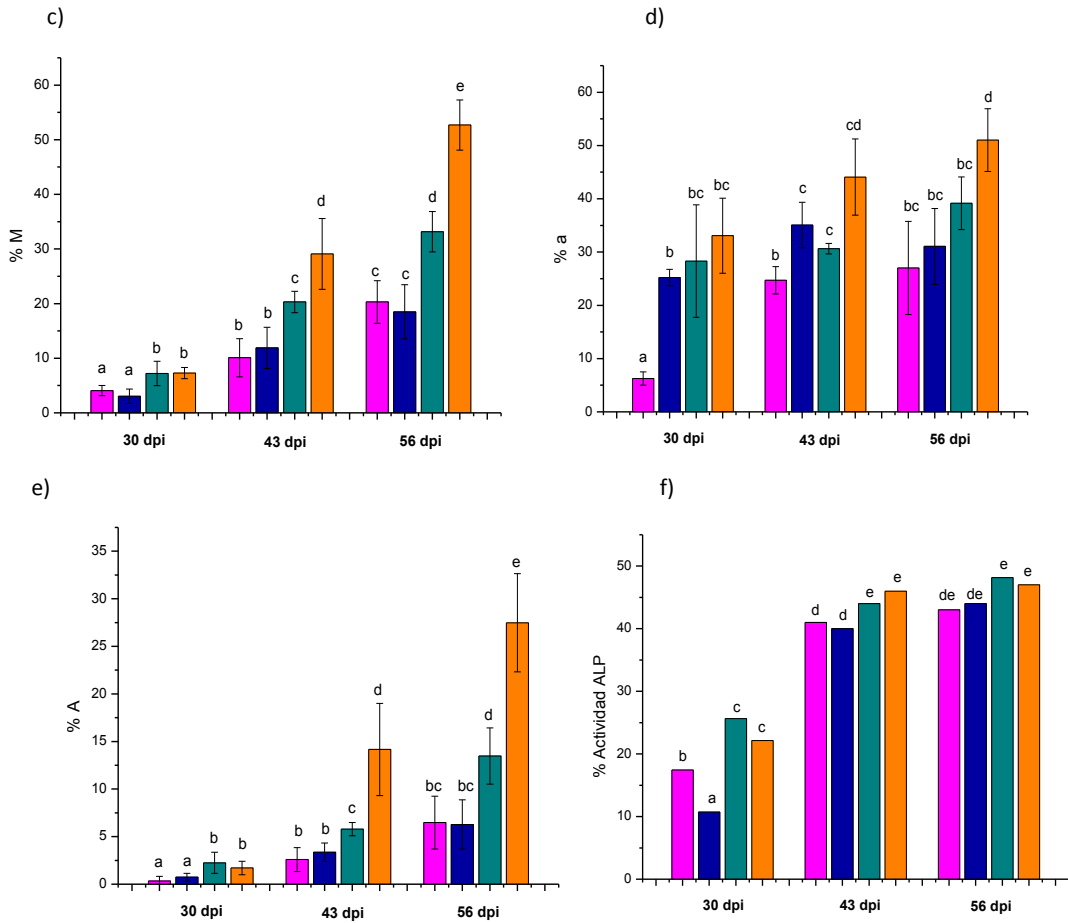 c)
% M
60
50
40
30
20
10
0
a a b b
b b c d
c c d e
30 dpi 43 dpi 56 dpi
d)
% a
60
50
40
30
20
10
0
a b bc bc
b c c cd
bc bc bc d
30 dpi 43 dpi 56 dpi
e)
% A
35
30
25
20
15
10
5
0
a a b b
b b c d
bc bc d e
30 dpi 43 dpi 56 dpi
f)
% Actividad ALP
50
40
30
20
10
0
b a c c
d d e e
de de e e
30 dpi 43 dpi 56 dpi